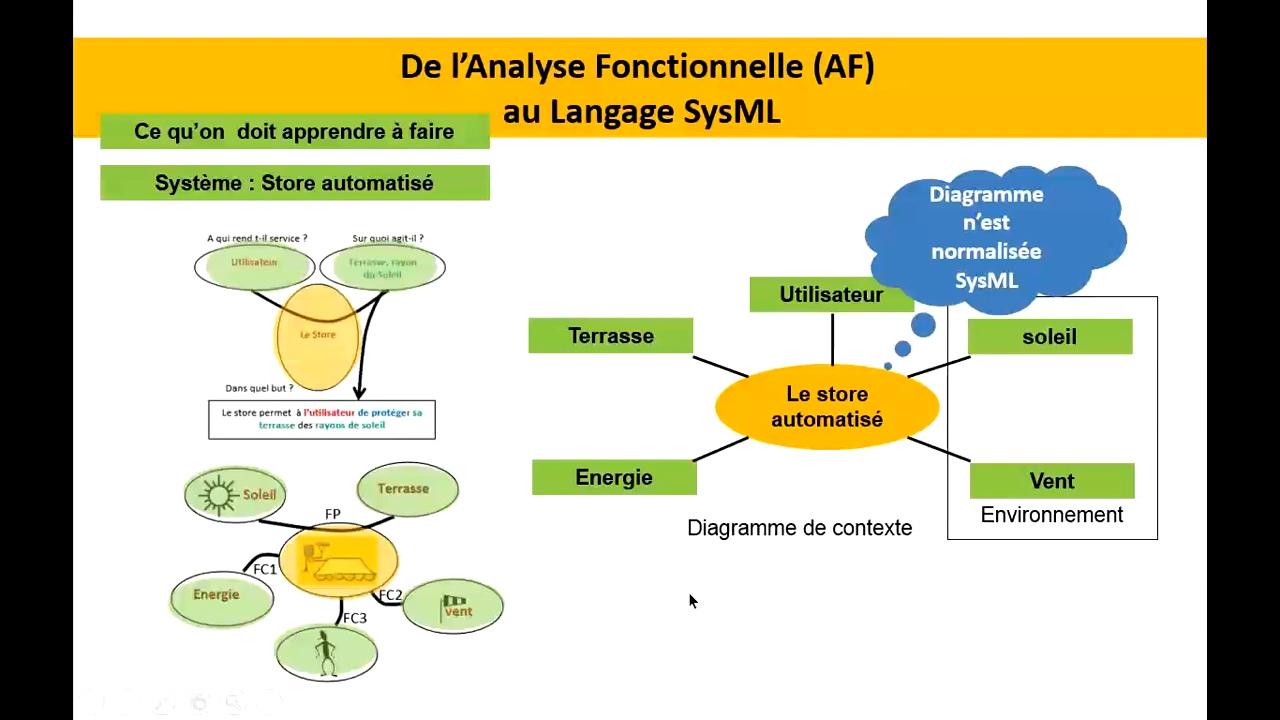 De l'Analyse Fonctionnelle (AF)
au Langage SysML
Ce qu'on doit apprendre à faire
Système : Store automatisé
A qui rend t-il service ?
Sur quoi agit-il ?
Utilisateur
Terrasse, rayon
du Soleil
Le Store
Dans quel but ?
Le store permet à l'utilisateur de protéger sa
terrasse des rayons de soleil
Soleil
Terrasse
FP
FC1
Energie
FC2
vent
FC3
Diagramme
n'est
normalisée
SysML
Utilisateur
Terrasse
soleil
Le store
automatisé
Energie
Vent
Environnement
Diagramme de contexte